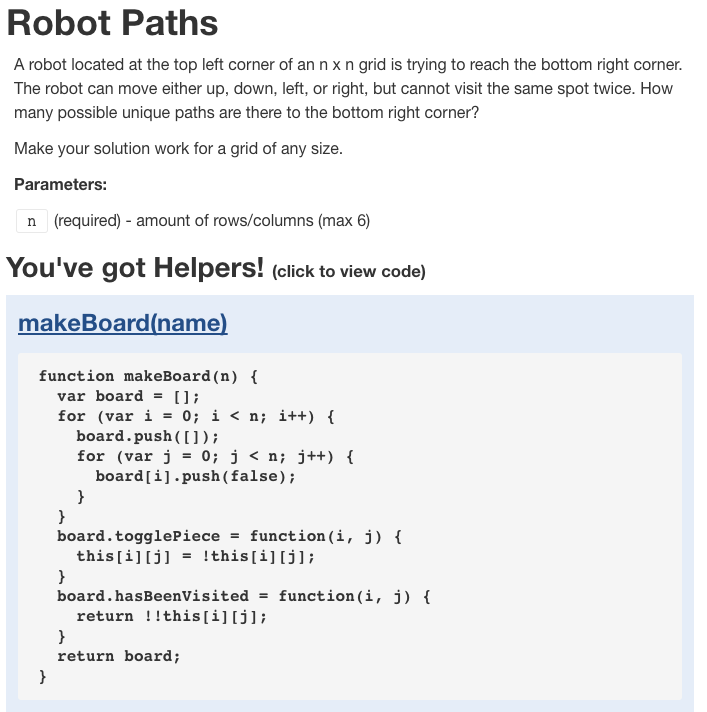 Robot Paths
A robot located at the top left corner of an n x n grid is trying to reach the bottom right corner.
The robot can move either up, down, left, or right, but cannot visit the same spot twice. How
many possible unique paths are there to the bottom right corner?
Make your solution work for a grid of any size.
Parameters:
n (required) - amount of rows/columns (max 6)
You've got Helpers! (click to view code)
makeBoard(name)
function makeBoard(n) {
  var board = [];
  for (var i = 0; i < n; i++) {
    board.push([]);
    for (var j = 0; j < n; j++) {
      board[i].push(false);
    }
  }
  board.togglePiece = function(i, j) {
    this[i][j] = !this[i][j];
  }
  board.hasBeenVisited = function(i, j) {
    return !!this[i][j];
  }
  return board;
}